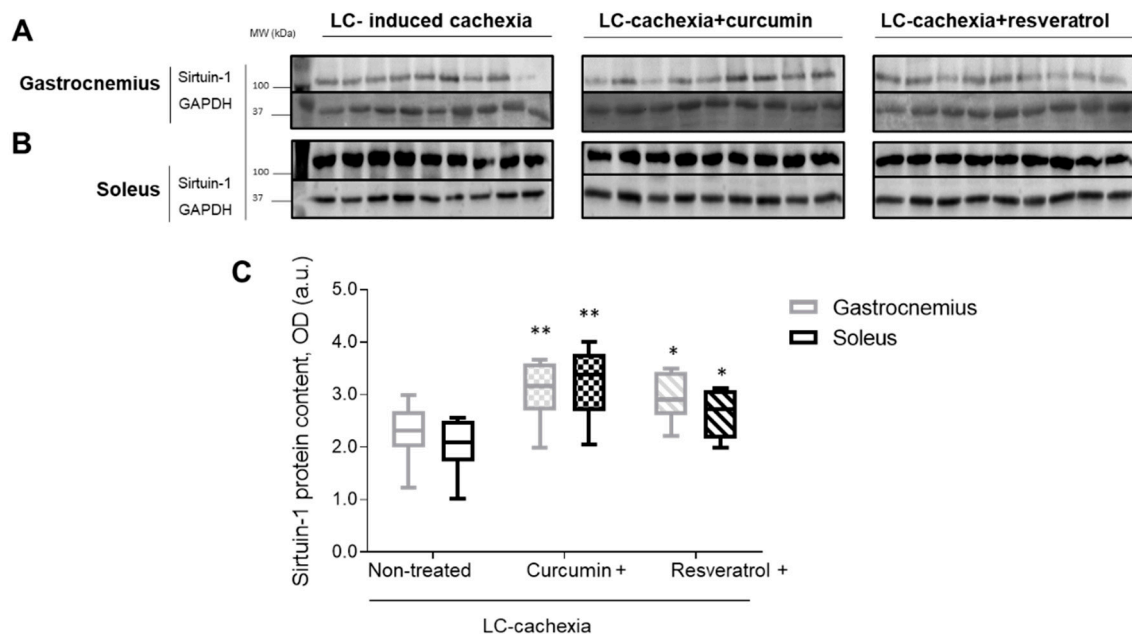 A
LC- induced cachexia
LC-cachexia+curcumin
LC-cachexia+resveratrol
MW (kDa)
Gastrocnemius
Sirtuin-1
100
GAPDH
37
B
Soleus
Sirtuin-1
100
GAPDH
37
C
Sirtuin-1 protein content, OD (a.u.)
5.0
4.0
3.0
2.0
1.0
0.0
** ** * *
Gastrocnemius
Soleus
Non-treated Curcumin + Resveratrol +
LC-cachexia